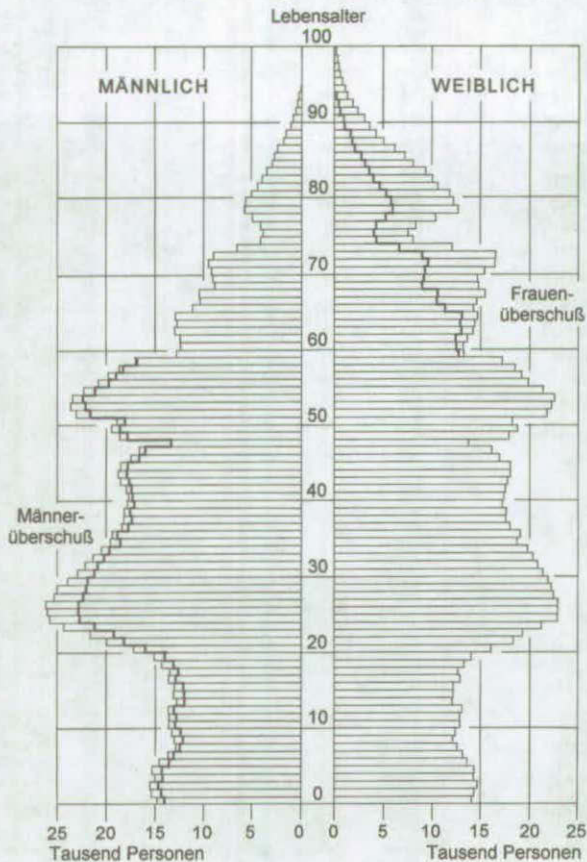 Lebensalter
100
MÄNNLICH
WEIBLICH
90
80
70
Frauen-
überschuß
60
50
40
Männer-
überschuß
30
20
10
0
25 20 15 10 5 0 0 5 10 15 20 25
Tausend Personen Tausend Personen